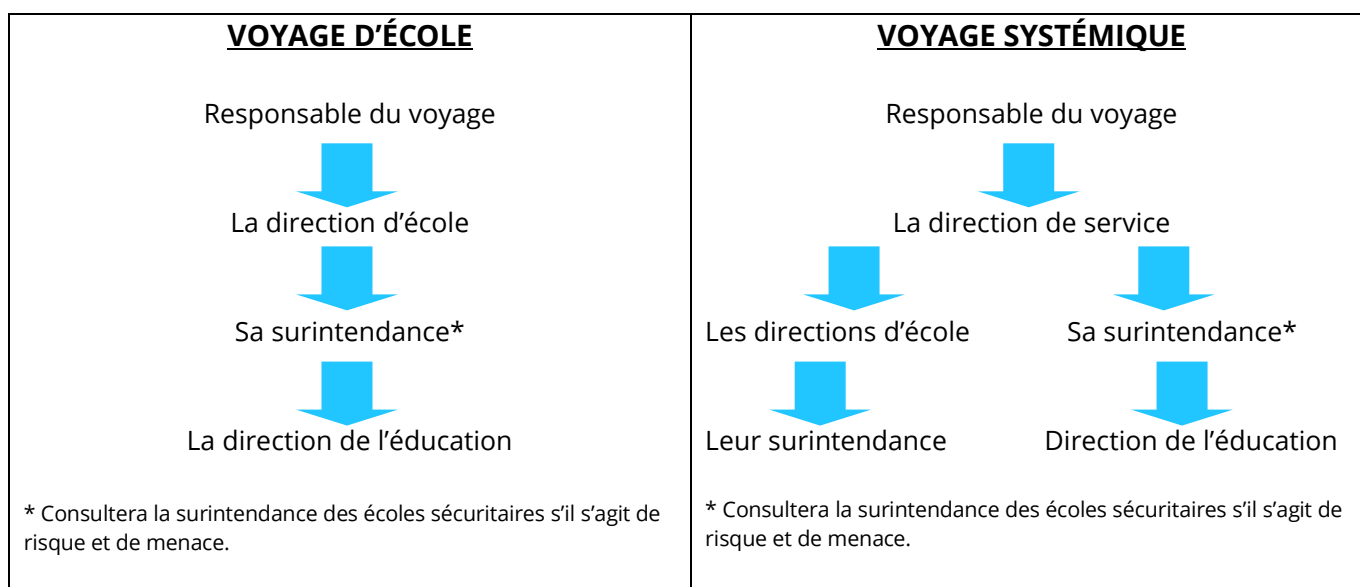 VOYAGE D’ÉCOLE
Responsable du voyage
La direction d’école
Sa surintendance*
La direction de l’éducation
* Consultera la surintendance des écoles sécuritaires s’il s’agit de
risque et de menace.
VOYAGE SYSTÉMIQUE
Responsable du voyage
La direction de service
Les directions d’école
Sa surintendance*
Leur surintendance
Direction de l’éducation
* Consultera la surintendance des écoles sécuritaires s’il s’agit de
risque et de menace.